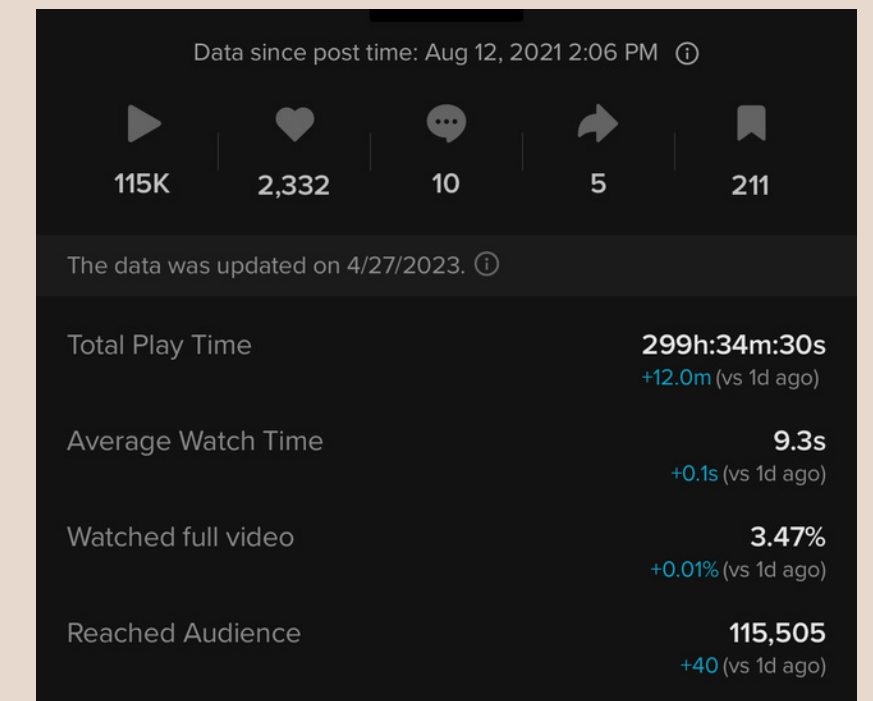 Data since post time: Aug 12, 2021 2:06 PM
115K 2,332 10 5 211
The data was updated on 4/27/2023.
Total Play Time 299h:34m:30s
+12.0m (vs 1d ago)
Average Watch Time 9.3s
+0.1s (vs 1d ago)
Watched full video 3.47%
+0.01% (vs 1d ago)
Reached Audience 115,505
+40 (vs 1d ago)